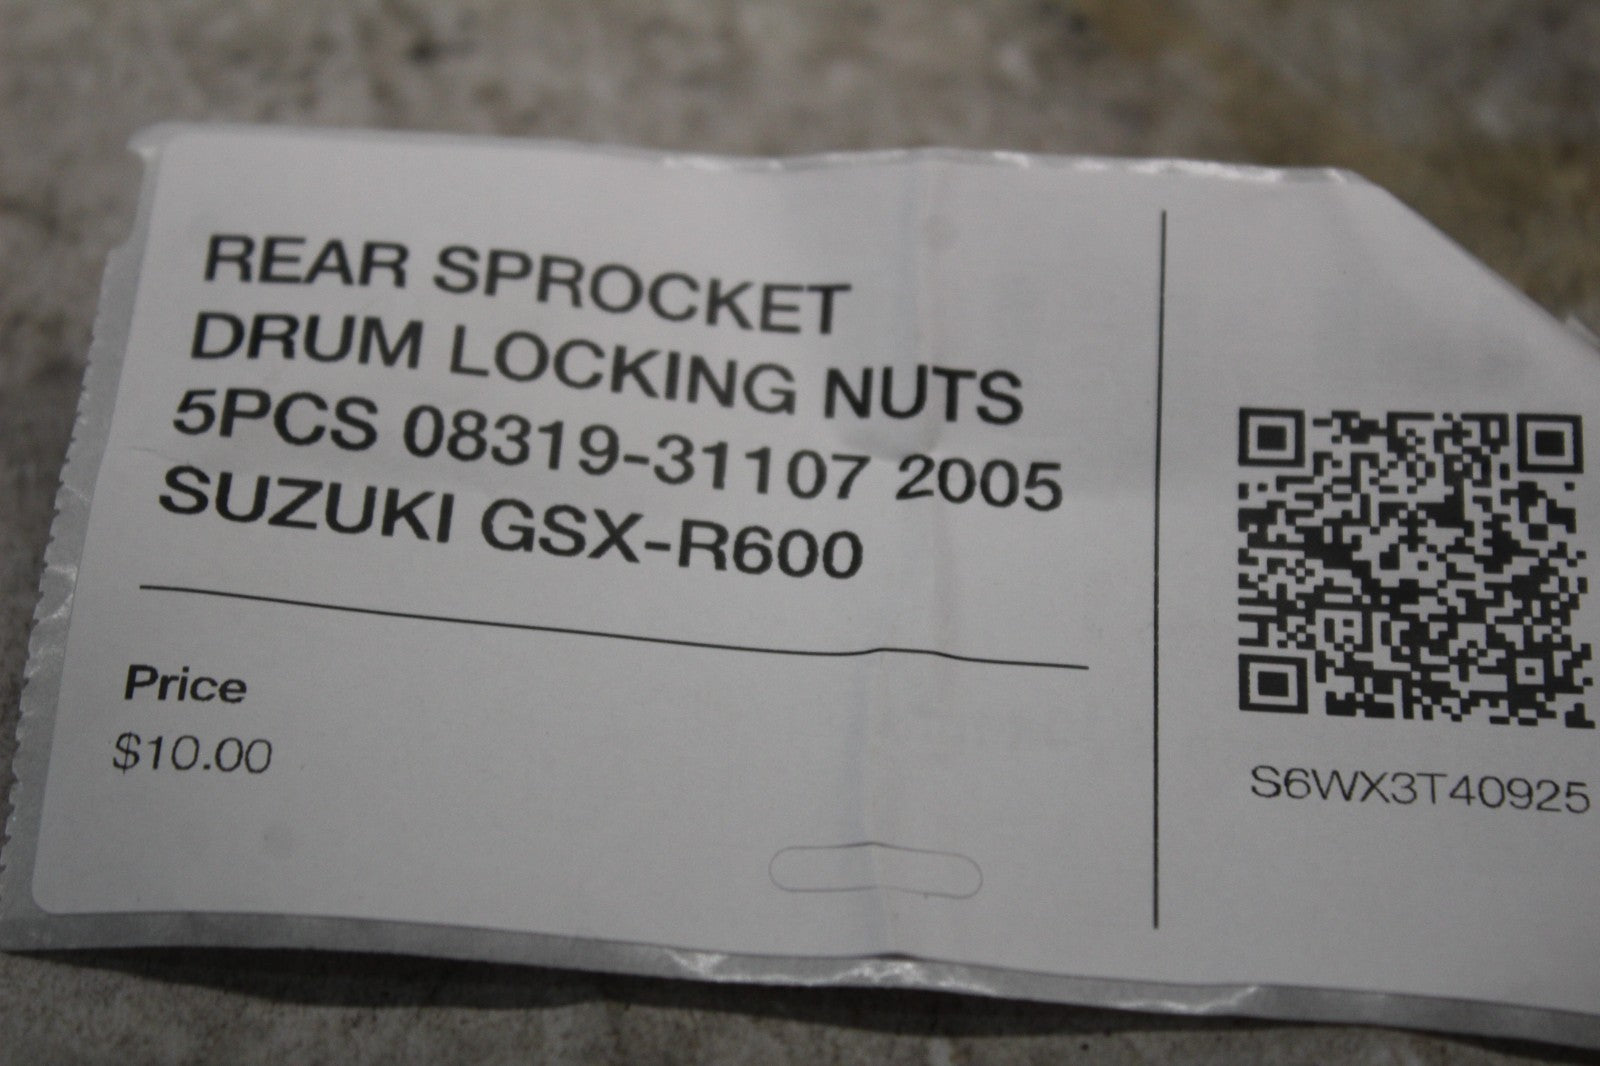 REAR SPROCKET
DRUM LOCKING NUTS
5PCS 08319-31107 2005
SUZUKI GSX-R600
Price
$10.00
S6WX3T40925